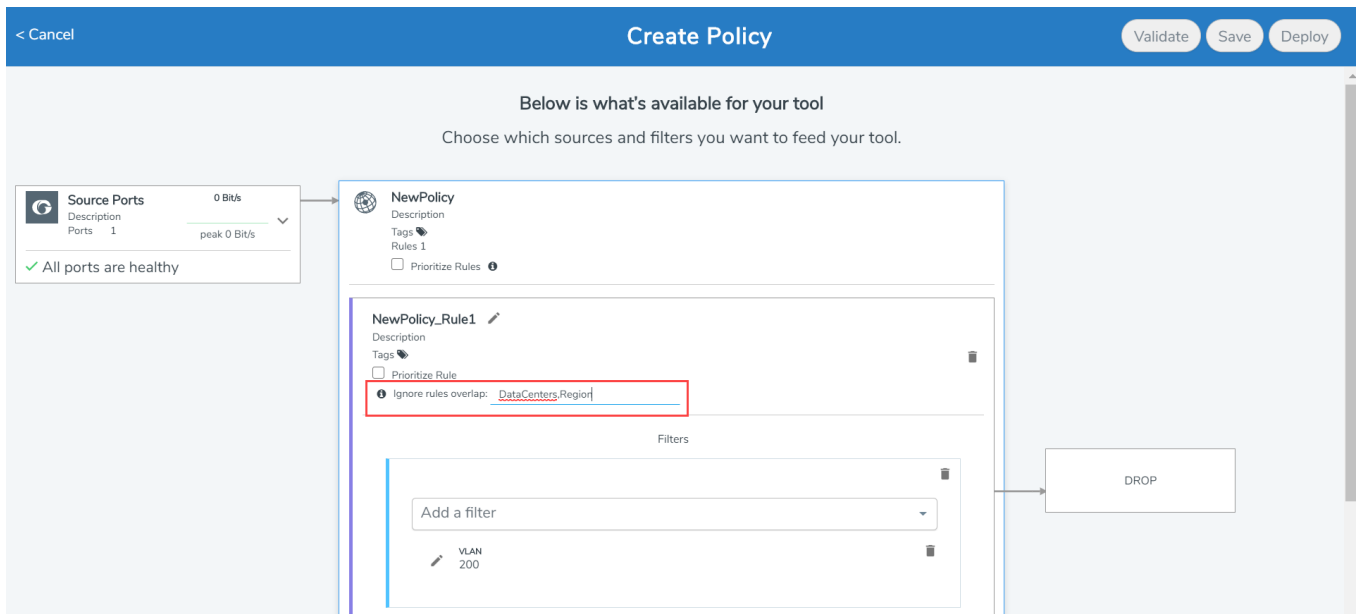 < Cancel
Create Policy
Validate
Save
Deploy
Below is what's available for your tool
Choose which sources and filters you want to feed your tool.
Source Ports
0 Bit/s
Description
Ports 1
peak 0 Bit/s
All ports are healthy
NewPolicy
Description
Tags
Rules 1
Prioritize Rules
NewPolicy_Rule1
Description
Tags
Prioritize Rule
Ignore rules overlap: DataCenters,Region
Filters
Add a filter
VLAN
200
DROP